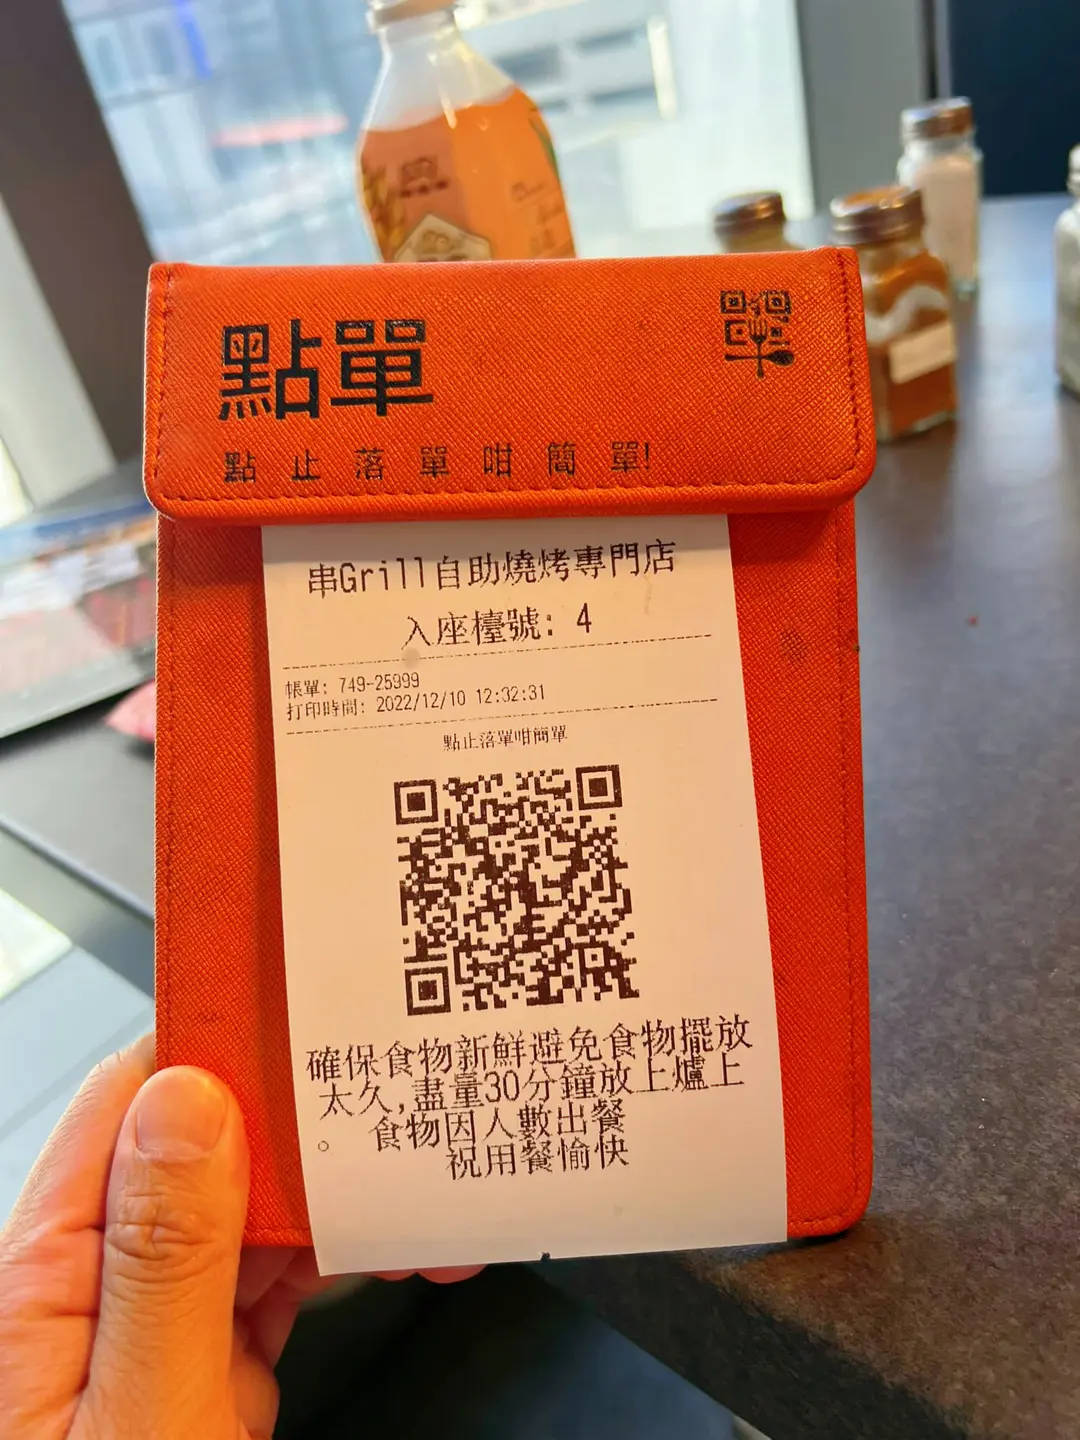 點單
點止落單咁簡單!
串Grill自助燒烤專門店
入座檯號: 4
帳單: 749-25999
打印時間: 2022/12/10 12:32:31
點止落單咁簡單
確保食物新鮮避免食物擺放
太久,盡量30分鐘放上爐上
。 食物因人數出餐
祝用餐愉快